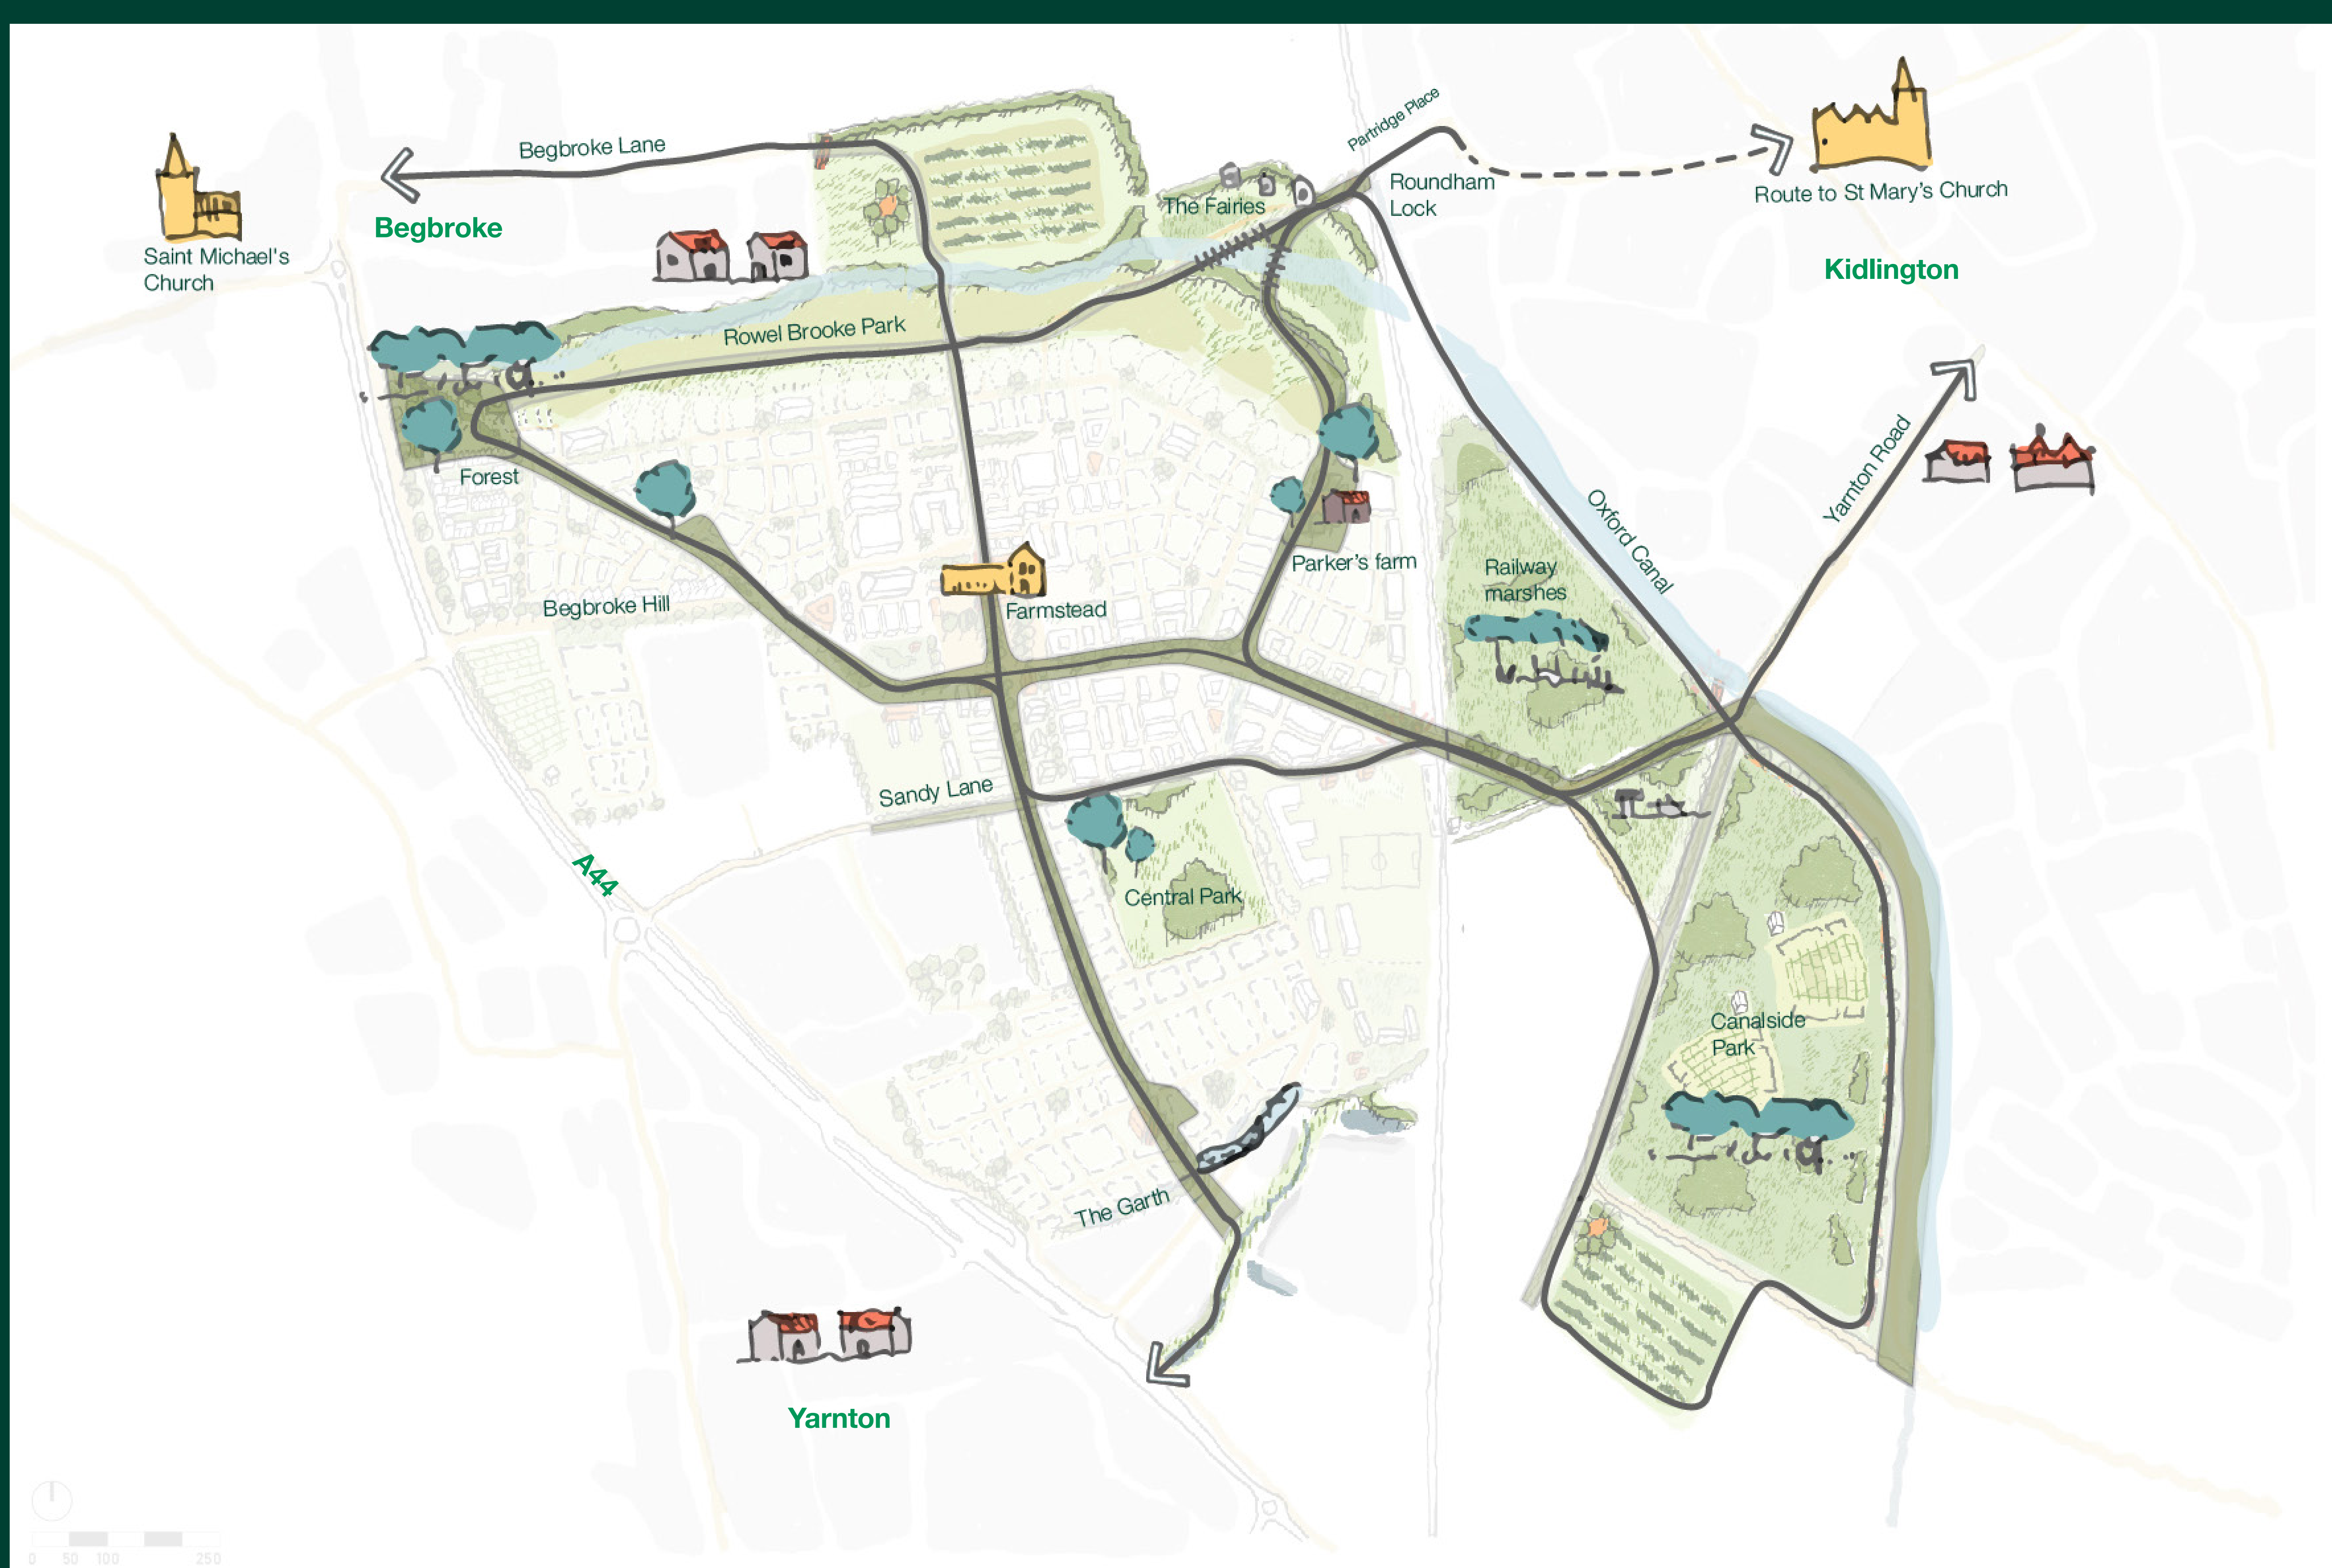 Partridge Place
Begbroke Lane
Begbroke
Saint Michael's
Church
The Fairies
Roundham
Lock
Route to St Mary's Church
Kidlington
Rowel Brooke Park
Forest
Begbroke Hill
Farmstead
Parker's farm
Railway
marshes
Oxford Canal
Yarnton Road
Sandy Lane
A44
Central Park
Canalside
Park
The Garth
Yarnton
0 50 100 250